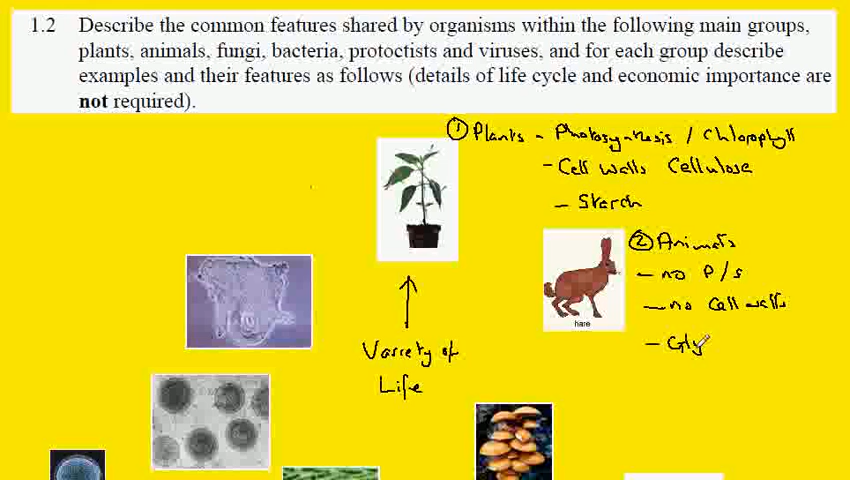 1.2 Describe the common features shared by organisms within the following main groups,
plants, animals, fungi, bacteria, protoctists and viruses, and for each group describe
examples and their features as follows (details of life cycle and economic importance are
not required).
① Plants - Photosynthesis / Chlorophyll
- Cell walls Cellulose
- Starch
② Animals
- no P/s
- no Cell walls
- Gly
hare
Variety of
Life